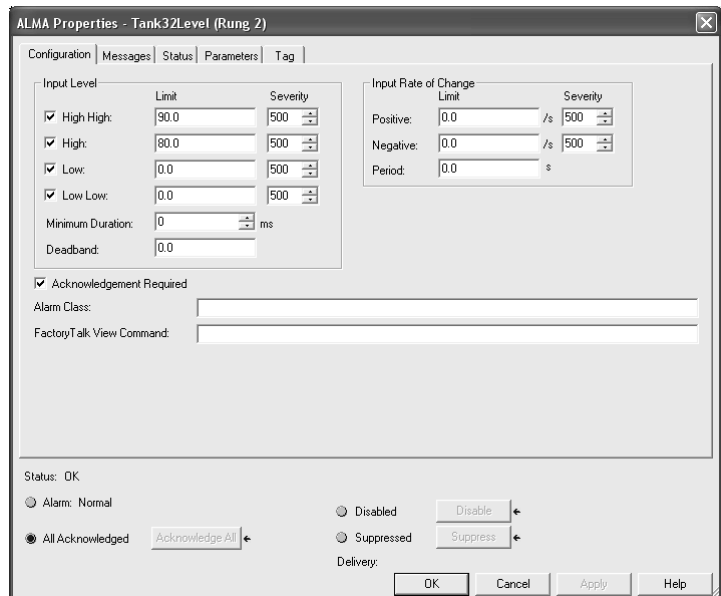 ALMA Properties - Tank32Level (Rung 2)
Configuration Messages Status Parameters Tag
Input Level
Limit Severity
High High: 90.0 500
High: 80.0 500
Low: 0.0 500
Low Low: 0.0 500
Minimum Duration: 0 ms
Deadband: 0.0
Input Rate of Change
Limit Severity
Positive: 0.0 /s 500
Negative: 0.0 /s 500
Period: 0.0 s
Acknowledgement Required
Alarm Class:
FactoryTalk View Command:
Status: OK
Alarm: Normal
All Acknowledged Acknowledge All
Disabled Disable
Suppressed Suppress
Delivery:
OK Cancel Apply Help